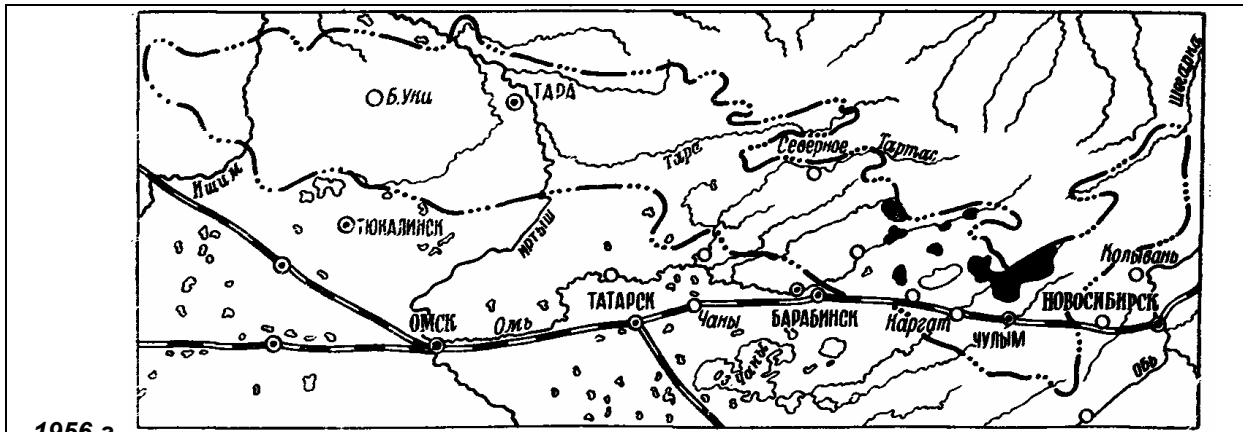 Шегарка
Б.Уки
ТАРА
Северное
Тартас
Тара
Ишим
ТЮКАЛИНСК
ИРТЫШ
Колывань
ТАТАРСК
НОВОСИБИРСК
ОМСК
Омь
Чаны
БАРАБИНСК
Каргат
ЧУЛЫМ
оз. Чаны
Обь
1956 г.